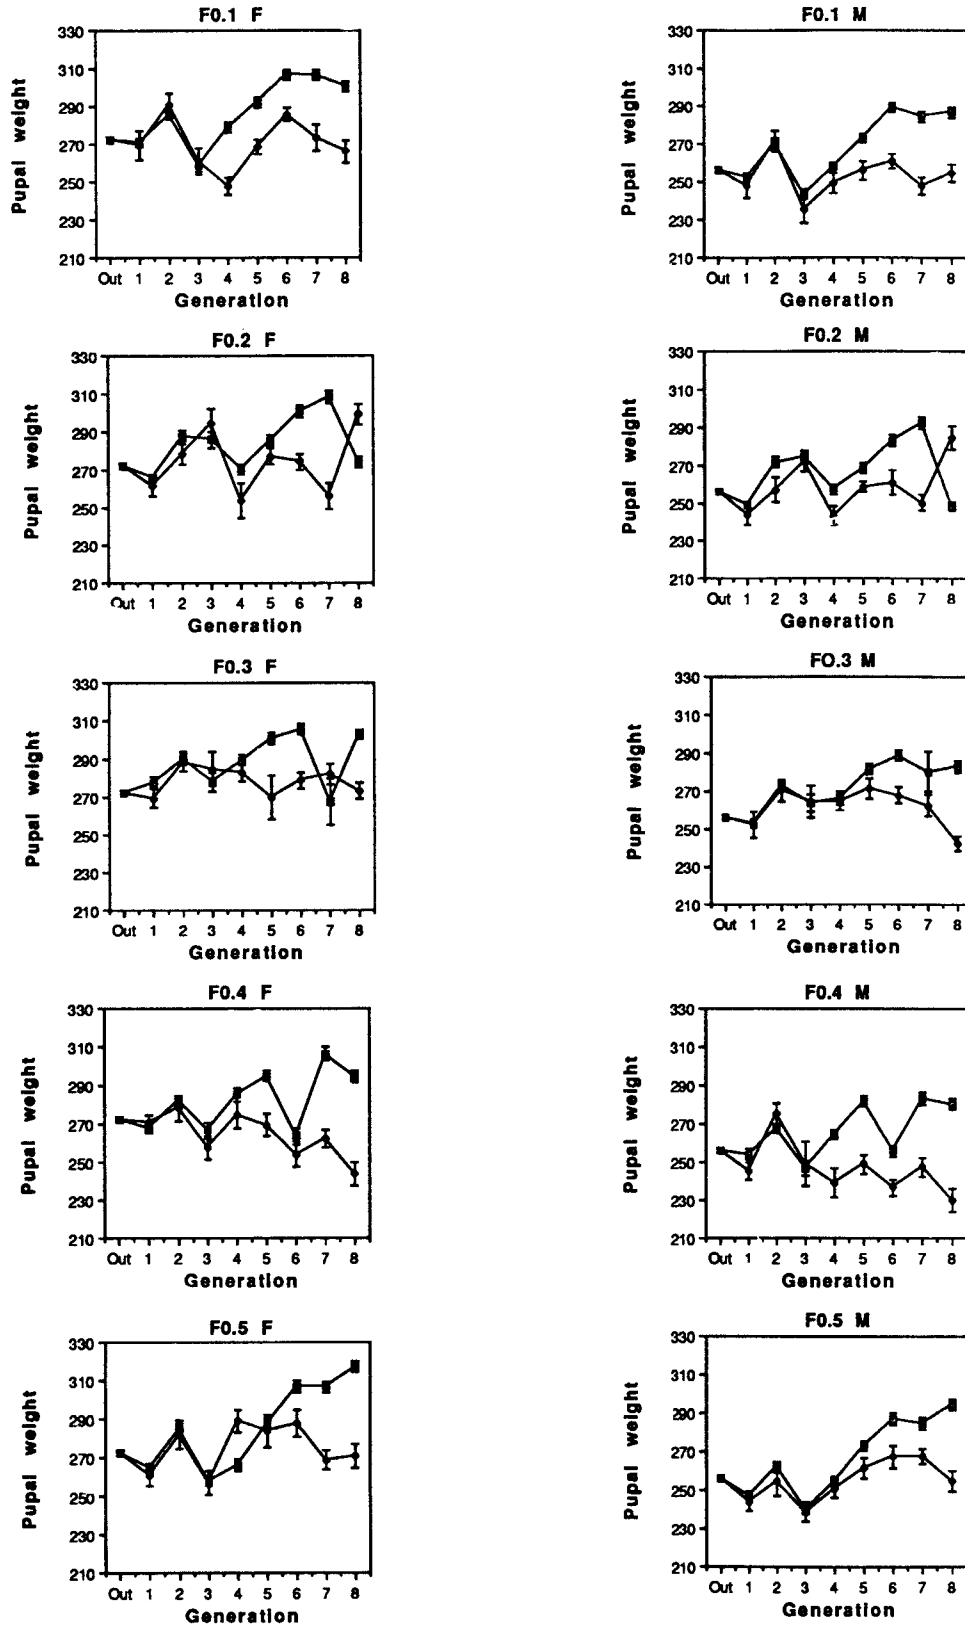 F0.1 F
330
310
290
270
250
230
210
Pupal weight
Out 1 2 3 4 5 6 7 8
Generation
F0.1 M
330
310
290
270
250
230
210
Pupal weight
Out 1 2 3 4 5 6 7 8
Generation
F0.2 F
330
310
290
270
250
230
210
Pupal weight
Out 1 2 3 4 5 6 7 8
Generation
F0.2 M
330
310
290
270
250
230
210
Pupal weight
Out 1 2 3 4 5 6 7 8
Generation
F0.3 F
330
310
290
270
250
230
210
Pupal weight
Out 1 2 3 4 5 6 7 8
Generation
FO.3 M
330
310
290
270
250
230
210
Pupal weight
Out 1 2 3 4 5 6 7 8
Generation
F0.4 F
330
310
290
270
250
230
210
Pupal weight
Out 1 2 3 4 5 6 7 8
Generation
F0.4 M
330
310
290
270
250
230
210
Pupal weight
Out 1 2 3 4 5 6 7 8
Generation
F0.5 F
330
310
290
270
250
230
210
Pupal weight
Out 1 2 3 4 5 6 7 8
Generation
F0.5 M
330
310
290
270
250
230
210
Pupal weight
Out 1 2 3 4 5 6 7 8
Generation